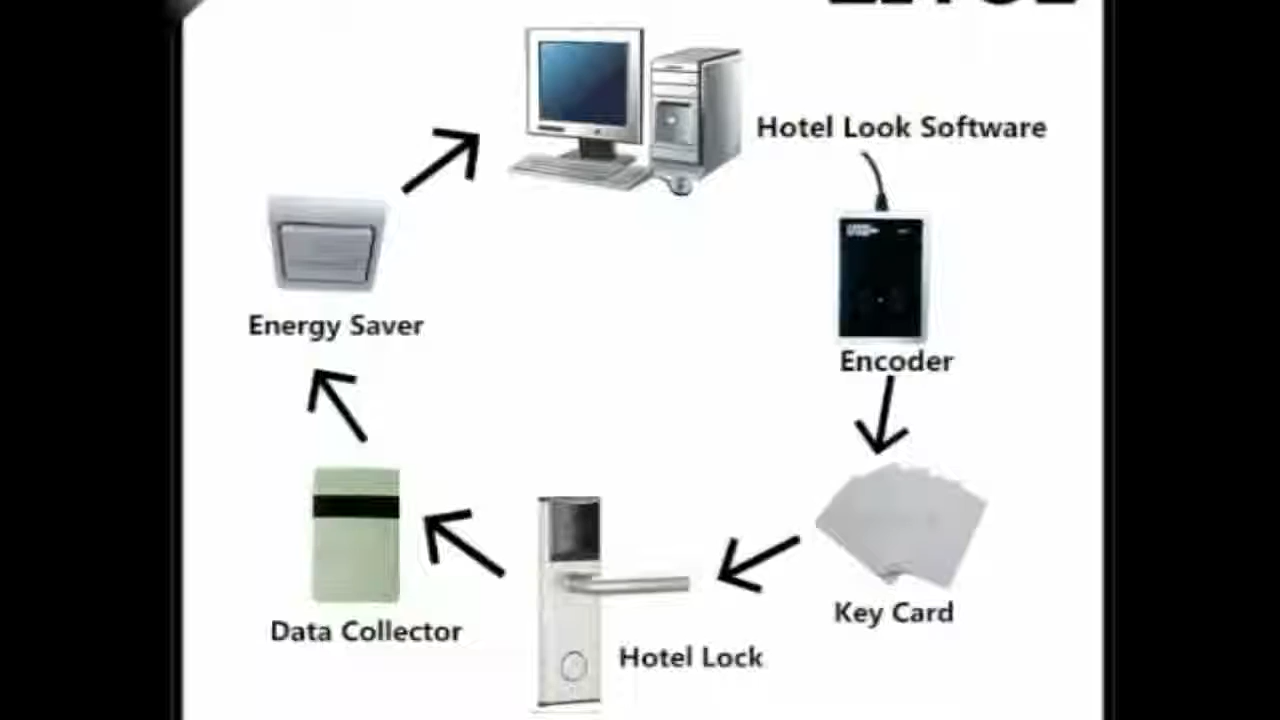 Hotel Look Software
Energy Saver
Encoder
Key Card
Data Collector
Hotel Lock